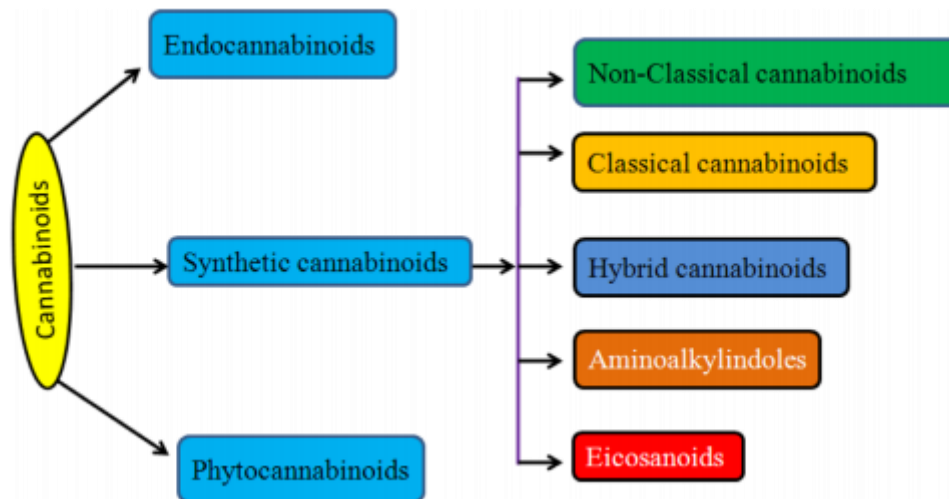 Endocannabinoids
Non-Classical cannabinoids
Classical cannabinoids
Cannabinoids
Synthetic cannabinoids
Hybrid cannabinoids
Aminoalkylindoles
Phytocannabinoids
Eicosanoids